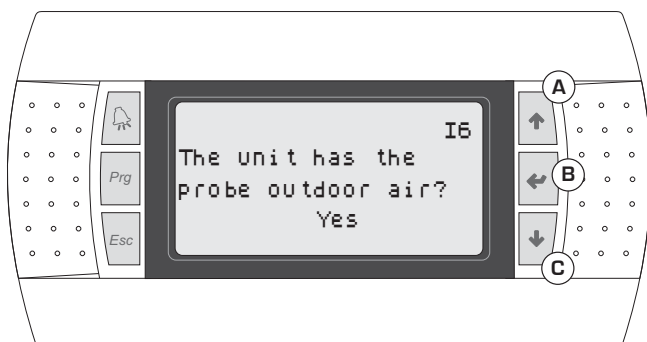 A
I6
The unit has the
Prg
B
probe outdoor air?
Yes
Esc
C